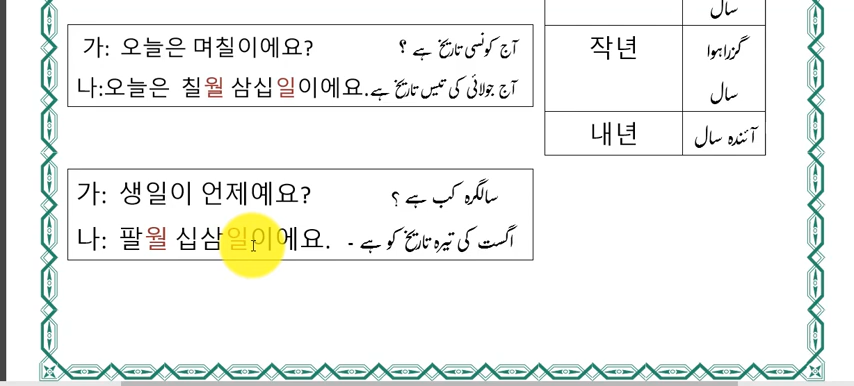 가: 오늘은 며칠이에요? آج کونسی تاریخ ہے ؟
나:오늘은 칠월 삼십일이에요. آج جولائی کی تیس تاریخ ہے
가: 생일이 언제예요? سالگرہ کب ہے ؟
나: 팔월 십삼일이에요. اگست کی تیرہ تاریخ کو ہے ۔
سال
작년 گزراہوا
سال
내년 آئندہ سال